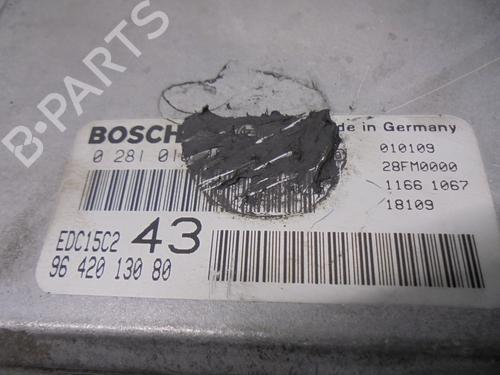 B-PARTS
BOSCH
de in Germany
0 281 01
010109
28FM0000
1166 1067
18109
EDC15C2 43
96 420 130 80